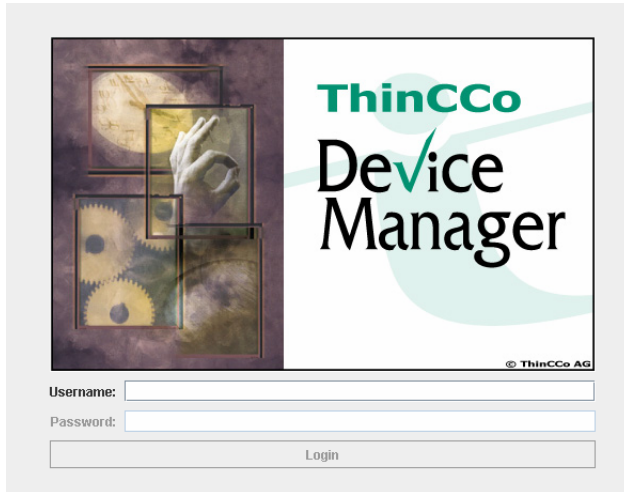 ThinCCo
Device
Manager
© ThinCCo AG
Username:
Password:
Login